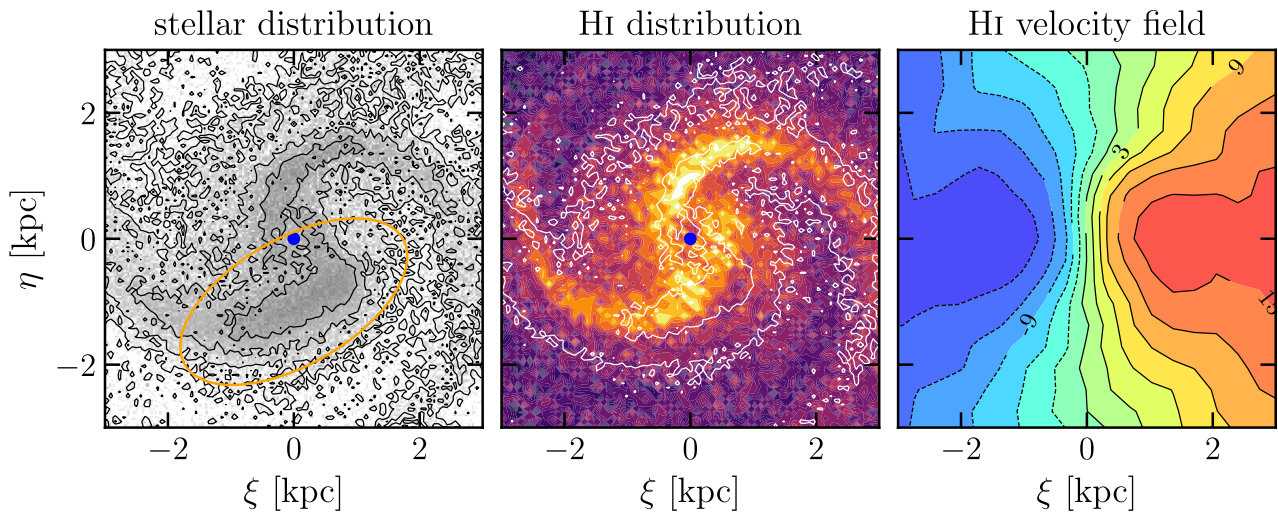 stellar distribution
HI distribution
HI velocity field
η [kpc]
2
0
−2
−2 0 2
−2 0 2
−2 0 2
9
3
9
ξ [kpc]
ξ [kpc]
ξ [kpc]